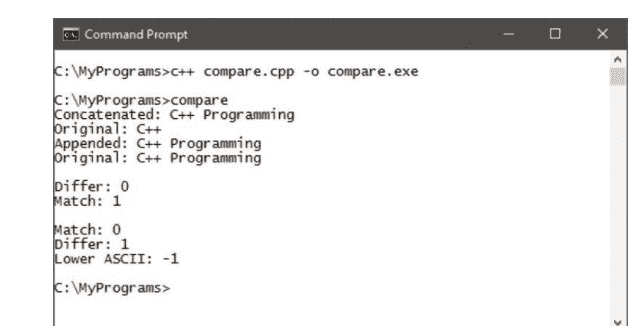 Command Prompt
C:\MyPrograms>c++ compare.cpp -o compare.exe
C:\MyPrograms>compare
Concatenated: C++ Programming
Original: C++
Appended: C++ Programming
Original: C++ Programming
Differ: 0
Match: 1
Match: 0
Differ: 1
Lower ASCII: -1
C:\MyPrograms>